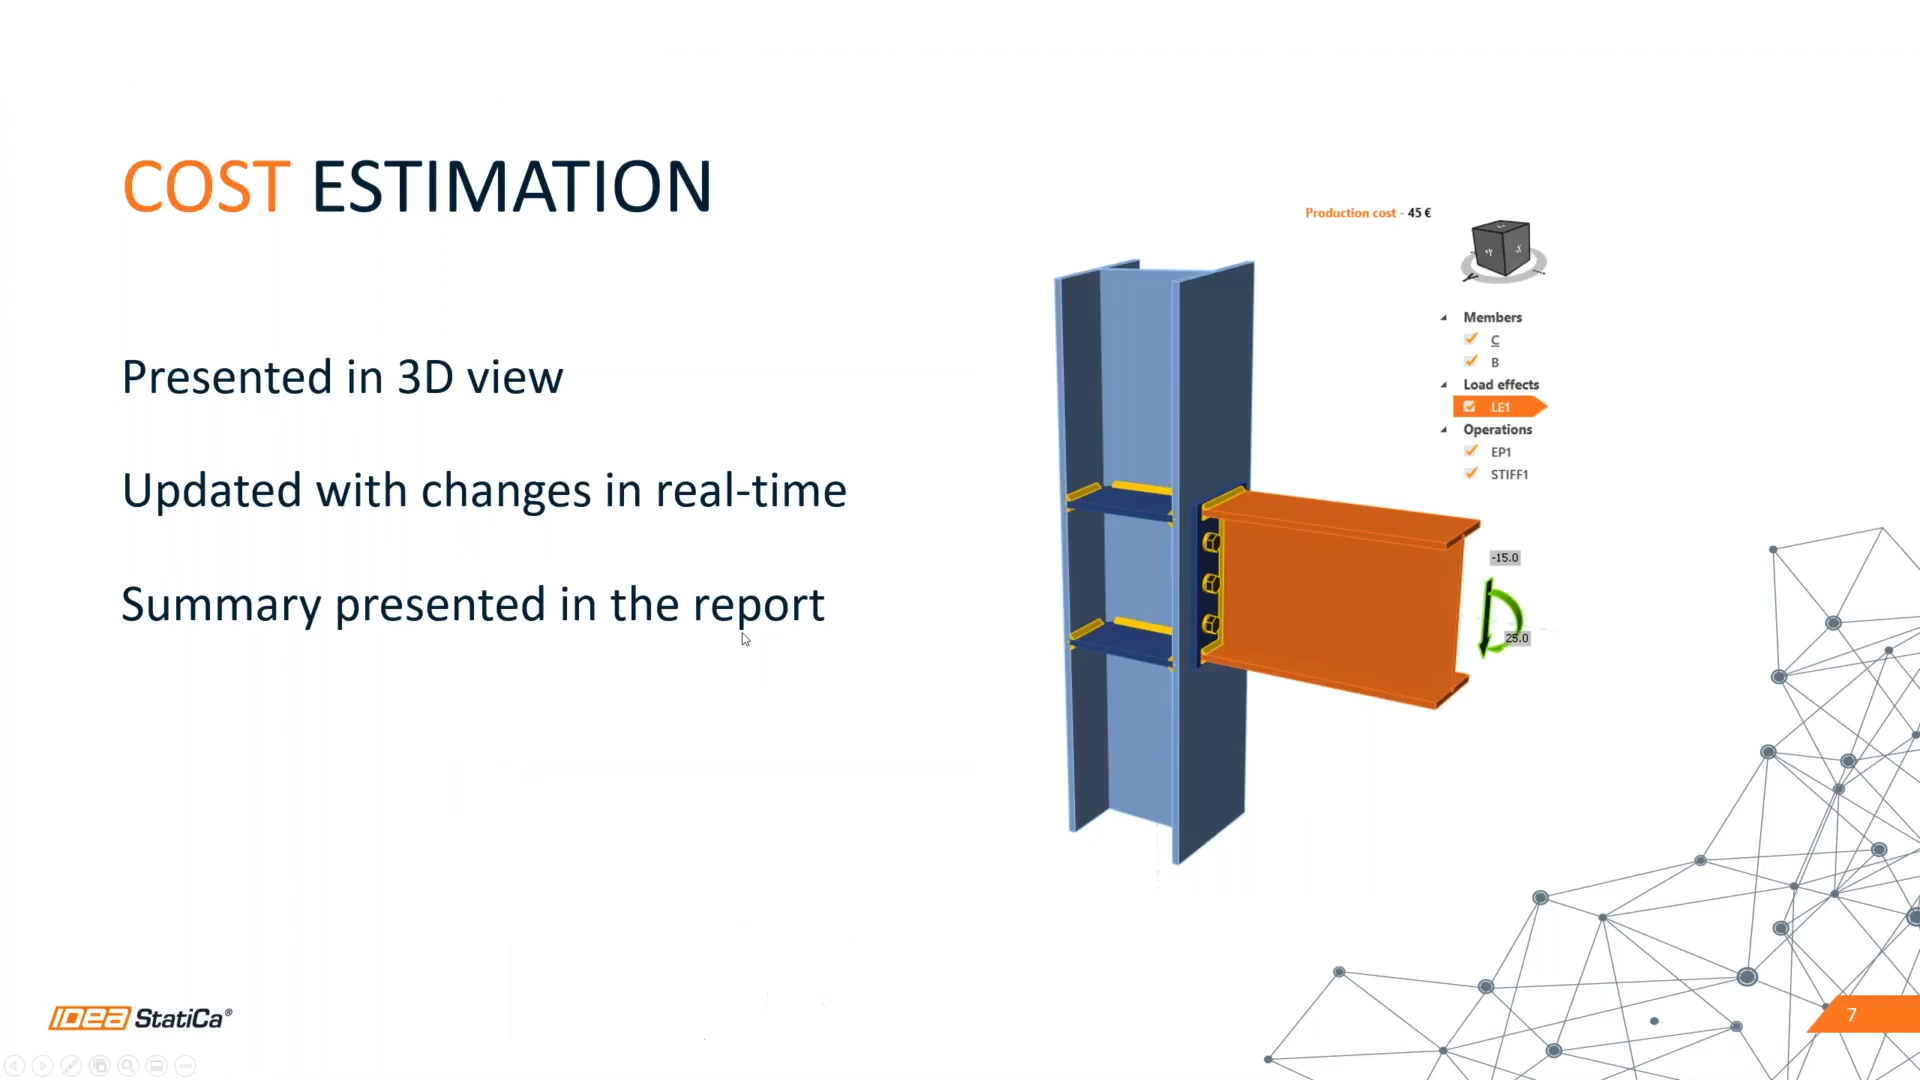 COST ESTIMATION
Presented in 3D view
Updated with changes in real-time
Summary presented in the report
Production cost - 45 €
Members
C
B
Load effects
LE1
Operations
EP1
STIFF1
-15.0
25.0
IDEA StatiCa®
7